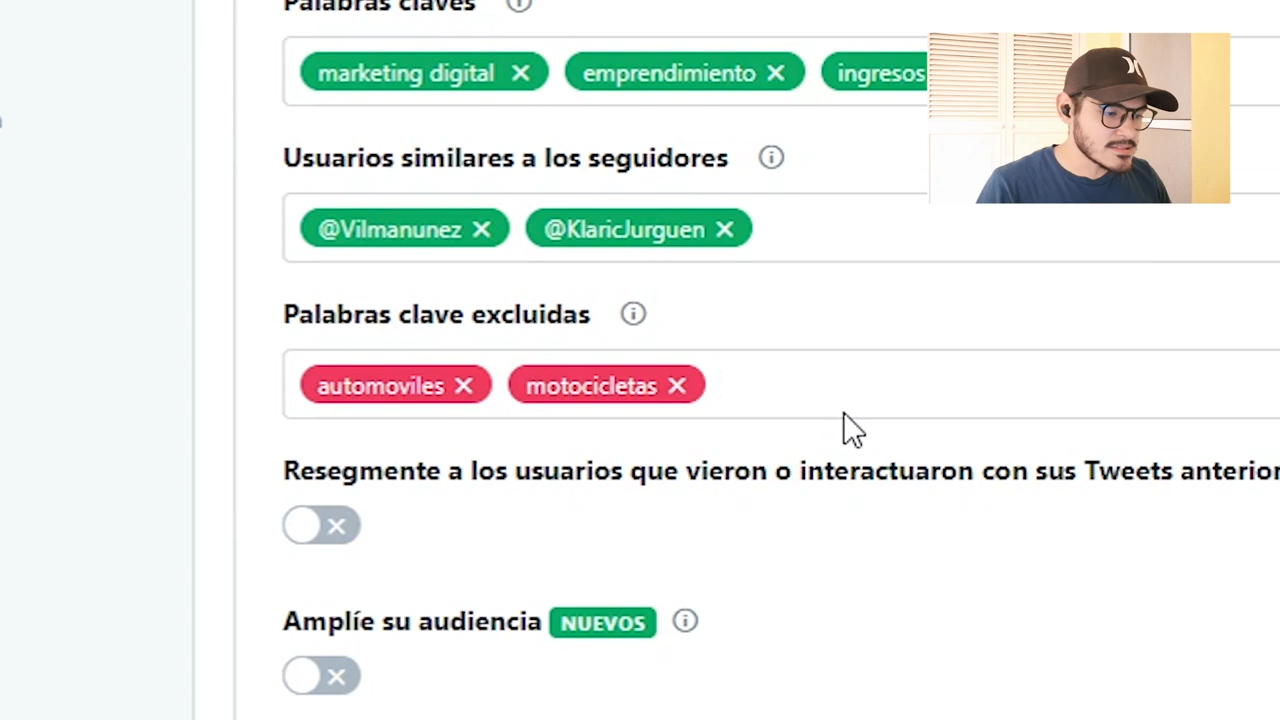 Palabras claves
marketing digital × emprendimiento × ingresos
Usuarios similares a los seguidores
@Vilmanunez × @KlaricJurguen ×
Palabras clave excluidas
automoviles × motocicletas ×
Resegmente a los usuarios que vieron o interactuaron con sus Tweets anterior
Amplíe su audiencia NUEVOS